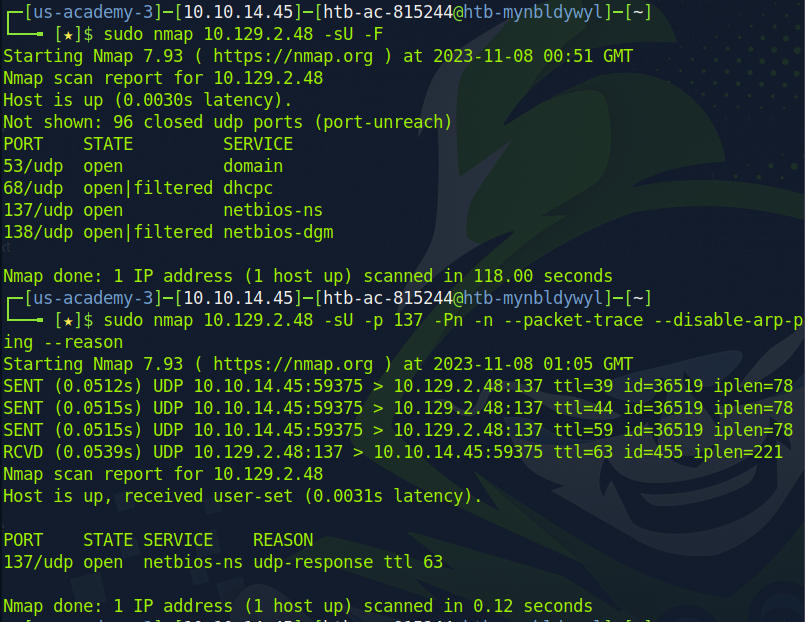 ┌─[us-academy-3]─[10.10.14.45]─[htb-ac-815244@htb-mynbldywyl]─[~]
└──╼ [★]$ sudo nmap 10.129.2.48 -sU -F
Starting Nmap 7.93 ( https://nmap.org ) at 2023-11-08 00:51 GMT
Nmap scan report for 10.129.2.48
Host is up (0.0030s latency).
Not shown: 96 closed udp ports (port-unreach)
PORT    STATE         SERVICE
53/udp  open          domain
68/udp  open|filtered dhcpc
137/udp open          netbios-ns
138/udp open|filtered netbios-dgm
Nmap done: 1 IP address (1 host up) scanned in 118.00 seconds
┌─[us-academy-3]─[10.10.14.45]─[htb-ac-815244@htb-mynbldywyl]─[~]
└──╼ [★]$ sudo nmap 10.129.2.48 -sU -p 137 -Pn -n --packet-trace --disable-arp-p
ing --reason
Starting Nmap 7.93 ( https://nmap.org ) at 2023-11-08 01:05 GMT
SENT (0.0512s) UDP 10.10.14.45:59375 > 10.129.2.48:137 ttl=39 id=36519 iplen=78
SENT (0.0515s) UDP 10.10.14.45:59375 > 10.129.2.48:137 ttl=44 id=36519 iplen=78
SENT (0.0515s) UDP 10.10.14.45:59375 > 10.129.2.48:137 ttl=59 id=36519 iplen=78
RCVD (0.0539s) UDP 10.129.2.48:137 > 10.10.14.45:59375 ttl=63 id=455 iplen=221
Nmap scan report for 10.129.2.48
Host is up, received user-set (0.0031s latency).
PORT    STATE SERVICE    REASON
137/udp open  netbios-ns udp-response ttl 63
Nmap done: 1 IP address (1 host up) scanned in 0.12 seconds